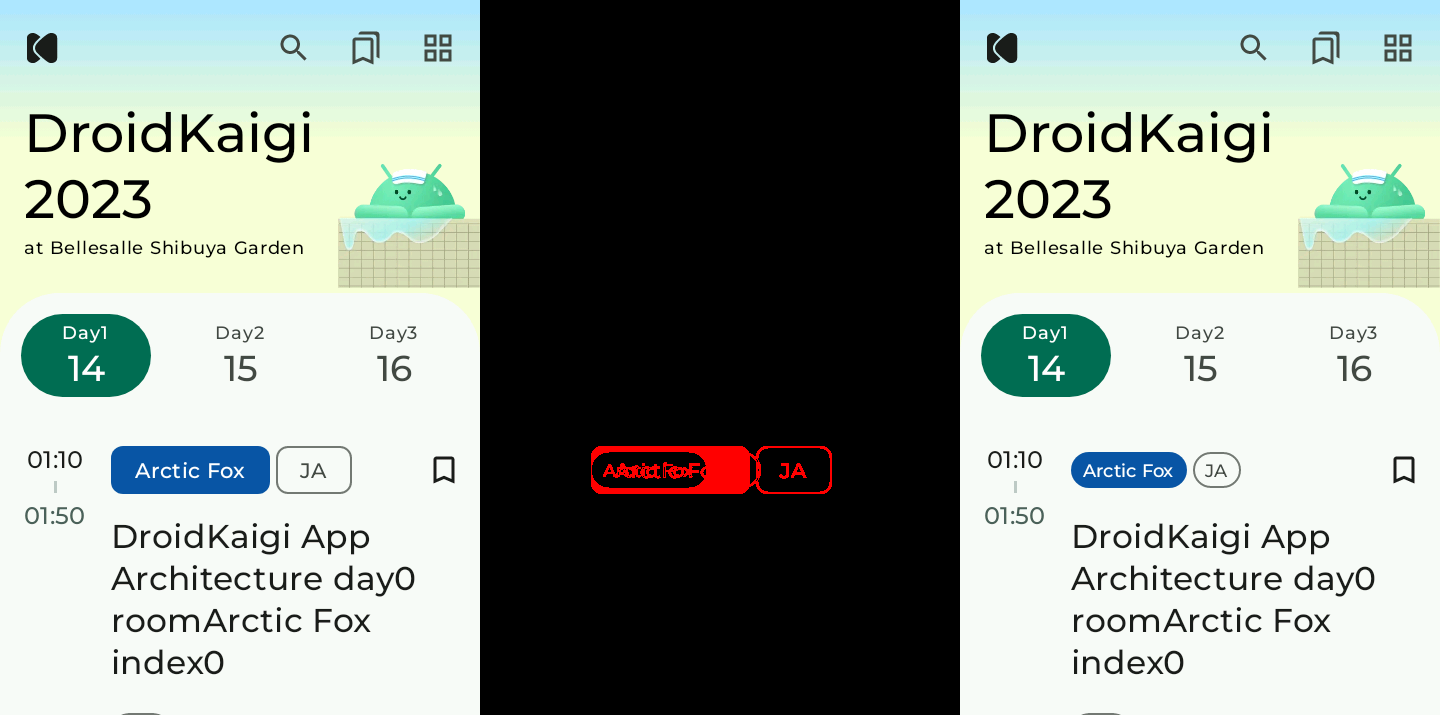 DroidKaigi
2023
at Bellesalle Shibuya Garden
Day1 Day2 Day3
14 15 16
01:10 Arctic Fox JA
01:50
DroidKaigi App
Architecture day0
roomArctic Fox
index0
JA
DroidKaigi
2023
at Bellesalle Shibuya Garden
Day1 Day2 Day3
14 15 16
01:10 Arctic Fox JA
01:50
DroidKaigi App
Architecture day0
roomArctic Fox
index0